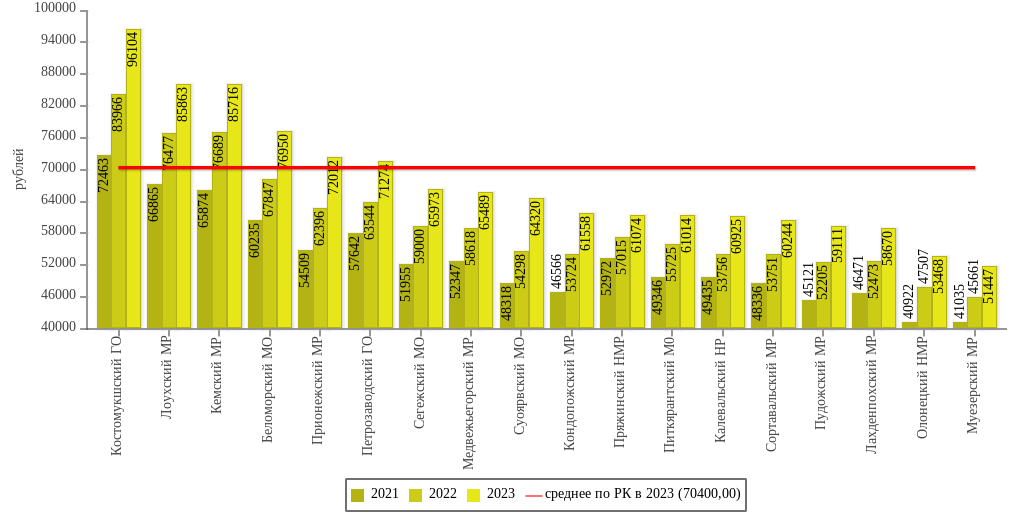 100000
94000
88000
82000
76000
70000
64000
58000
52000
46000
40000
рублей
72463 83966 96104
66865 76477 85863
65874 76689 85716
60235 67847 76950
54509 62396 72012
57642 63544 71274
51955 59000 65973
52347 58618 65489
48318 54298 64320
46566 53724 61558
52972 57015 61074
49346 55725 61014
49435 53756 60925
48336 53751 60244
45121 52205 59111
46471 52473 58670
40922 47507 53468
41035 45661 51447
Костомукшский ГО
Лоухский МР
Кемский МР
Беломорский МО
Прионежский МР
Петрозаводский ГО
Сегежский МО
Медвежьегорский МР
Суоярвский МО
Кондопожский МР
Пряжинский НМР
Питкярантский М0
Калевальский НР
Сортавальский МР
Пудожский МР
Лахденпохский МР
Олонецкий НМР
Муезерский МР
2021 2022 2023 среднее по РК в 2023 (70400,00)